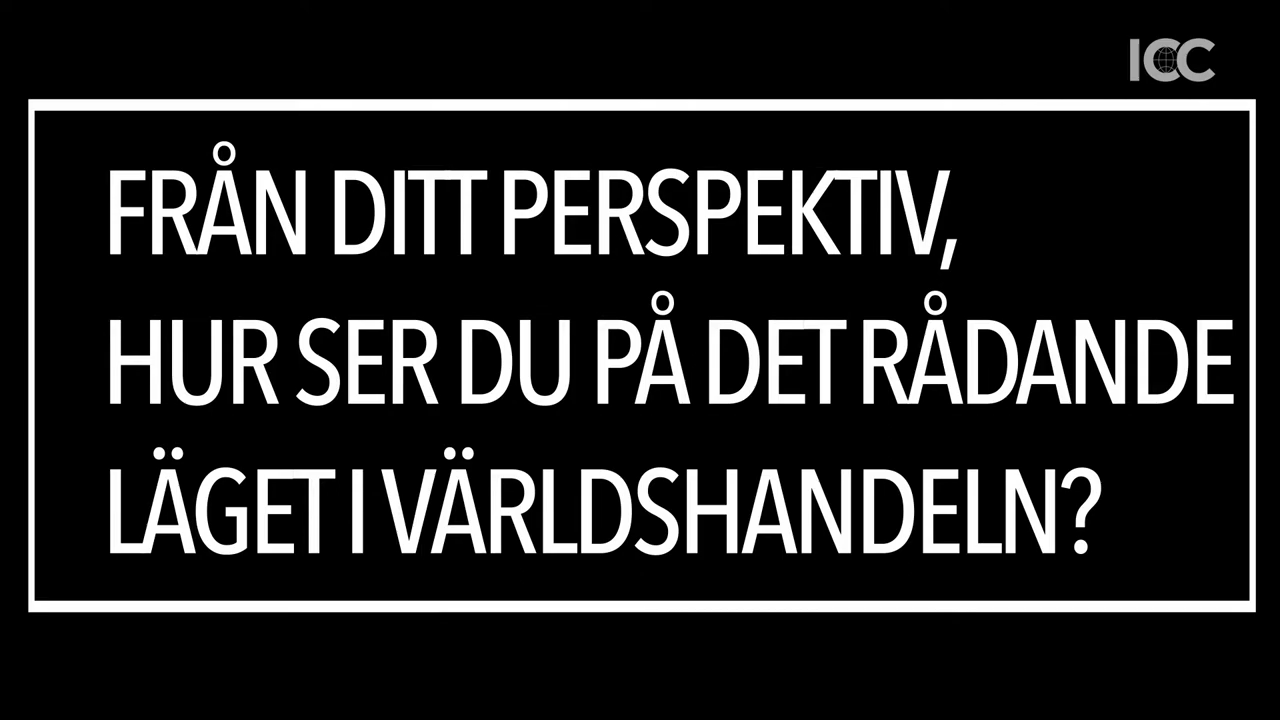 ICC
FRÅN DITT PERSPEKTIV,
HUR SER DU PÅ DET RÅDANDE
LÄGET I VÄRLDSHANDELN?